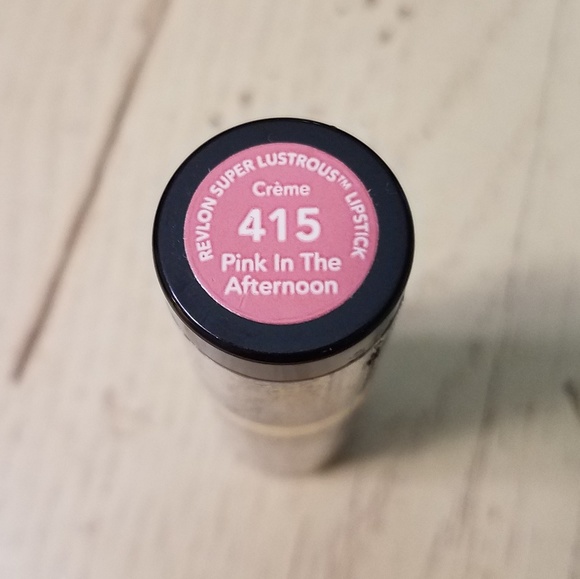 REVLON SUPER LUSTROUS™ LIPSTICK
Crème
415
Pink In The
Afternoon